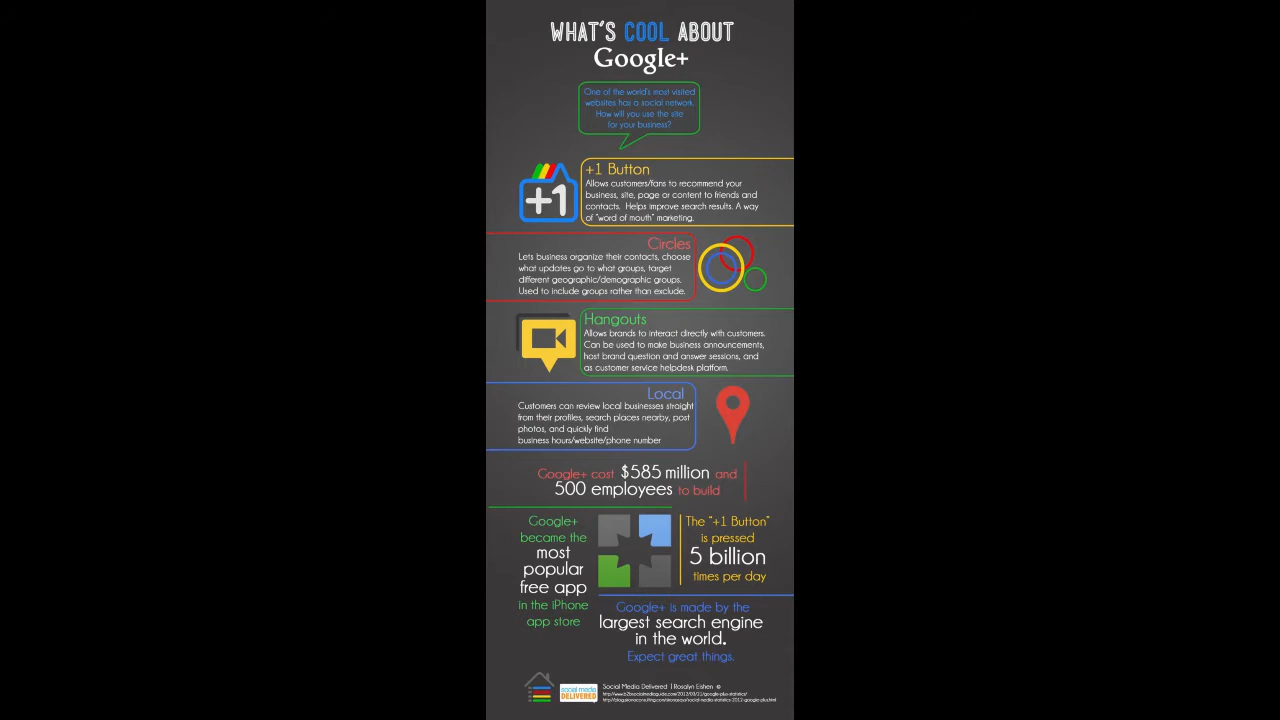 WHAT'S COOL ABOUT
Google+
One of the world's most visited
websites has a social network.
How will you use the site
for your business?
+1
+1 Button
Allows customers/fans to recommend your
business, site, page or content to friends and
contacts. Helps improve search results. A way
of "word of mouth" marketing.
Circles
Lets business organize their contacts, choose
what updates go to what groups, target
different geographic/demographic groups.
Used to include groups rather than exclude.
Hangouts
Allows brands to interact directly with customers.
Can be used to make business announcements,
host brand question and answer sessions, and
as customer service helpdesk platform.
Local
Customers can review local businesses straight
from their profiles, search places nearby, post
photos, and quickly find
business hours/website/phone number
Google+ cost $585 million and
500 employees to build
Google+
became the
most
popular
free app
in the iPhone
app store
The "+1 Button"
is pressed
5 billion
times per day
Google+ is made by the
largest search engine
in the world.
Expect great things.
social media
DELIVERED
Social Media Delivered | Rosalyn Eishen ©